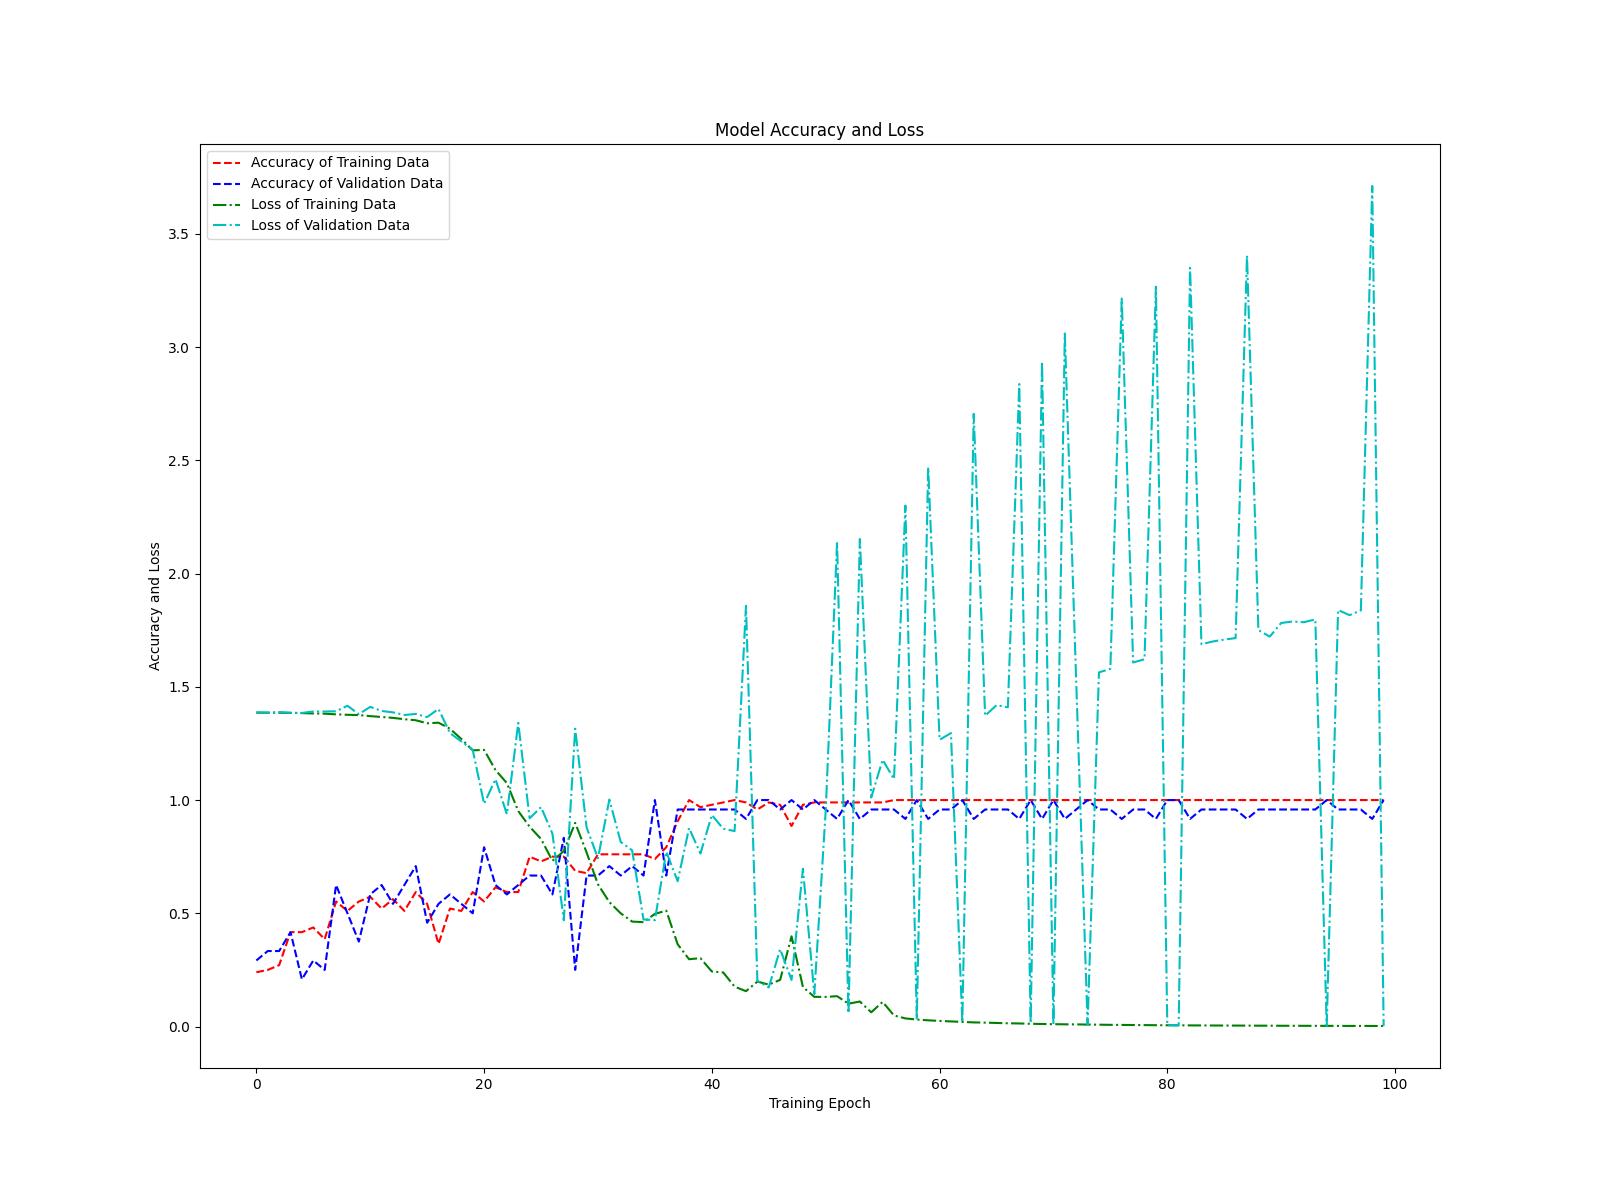 Model Accuracy and Loss
Accuracy of Training Data
Accuracy of Validation Data
Loss of Training Data
Loss of Validation Data
3.5
3.0
2.5
2.0
1.5
1.0
0.5
0.0
Accuracy and Loss
0 20 40 60 80 100
Training Epoch